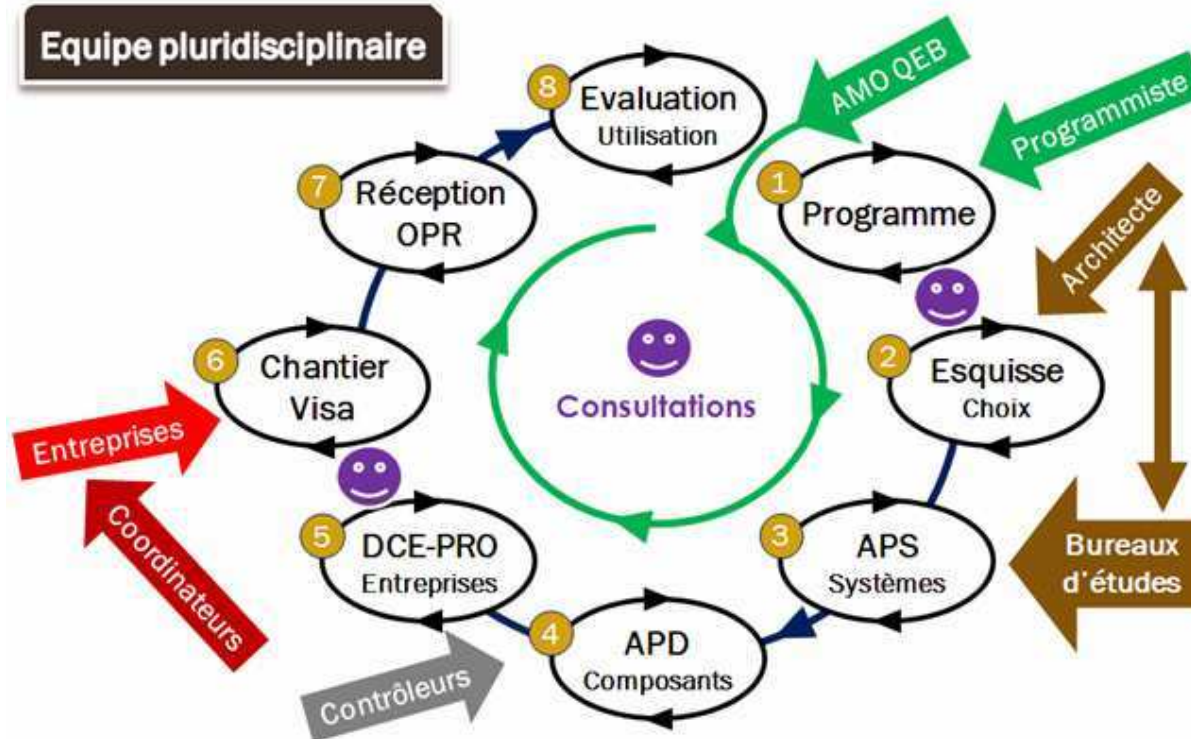 Equipe pluridisciplinaire
8
Evaluation
Utilisation
AMO QEB
Programmiste
1
Programme
Architecte
7
Réception
OPR
2
Esquisse
Choix
6
Chantier
Visa
Consultations
Entreprises
Coordinateurs
5
DCE-PRO
Entreprises
3
APS
Systèmes
Bureaux
d'études
4
APD
Composants
Contrôleurs